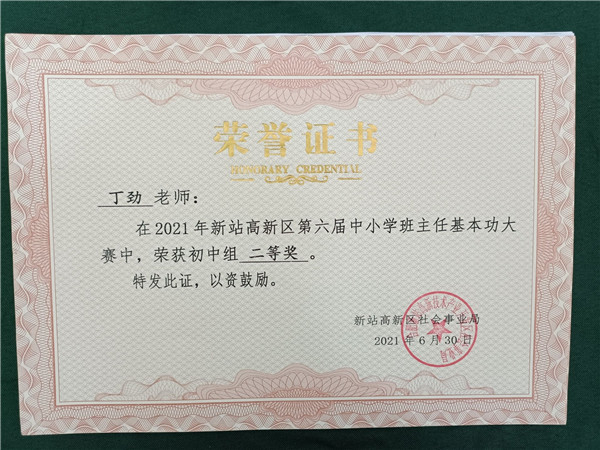 荣誉证书
HONORARY CREDENTIAL
丁劲 老师：
在2021年新站高新区第六届中小学班主任基本功大
赛中，荣获初中组 二等奖 。
特发此证，以资鼓励。
新站高新区社会事业局
2021年6月30日